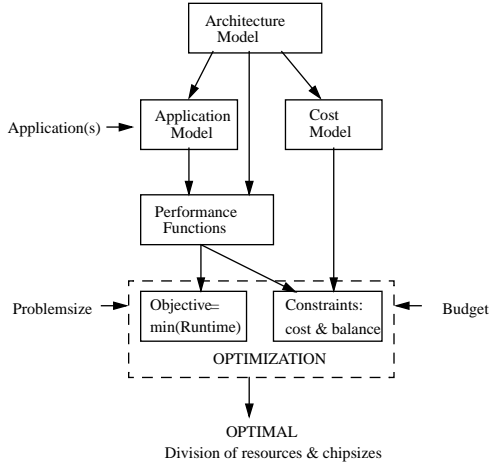 Architecture
Model
Application(s)
Application
Model
Cost
Model
Performance
Functions
Problemsize
Objective=
min(Runtime)
Constraints:
cost & balance
Budget
OPTIMIZATION
OPTIMAL
Division of resources & chipsizes